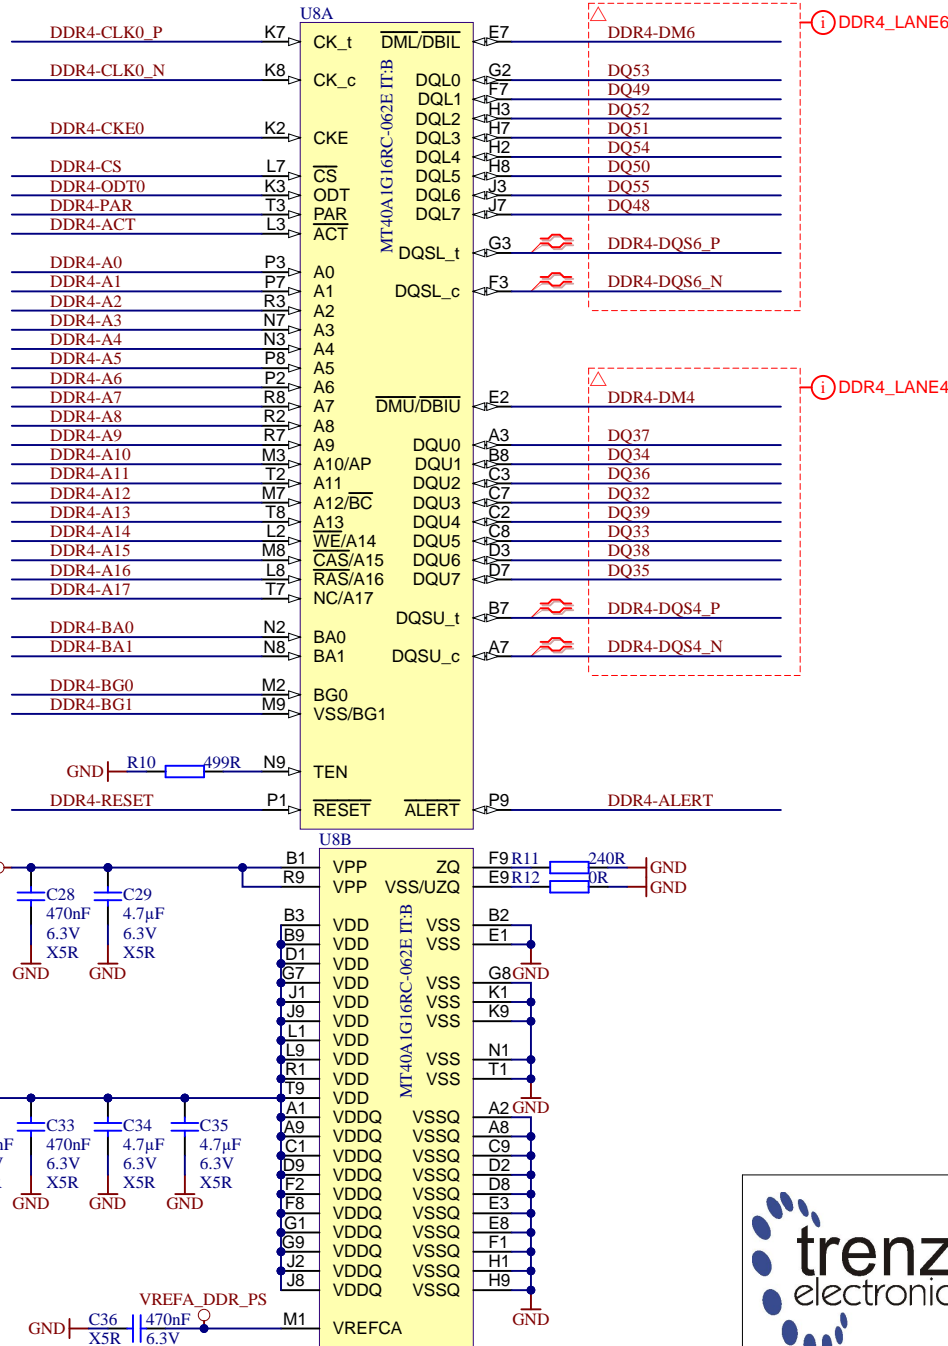 U8A
DDR4-CLK0_P K7 CK_t DML/DBIL E7 DDR4-DM6
DDR4_LANE6
DDR4-CLK0_N K8 CK_c DQL0 G2 DQ53
DQL1 F7 DQ49
DQL2 H3 DQ52
DDR4-CKE0 K2 CKE DQL3 H7 DQ51
DQL4 H2 DQ54
DDR4-CS L7 CS DQL5 H8 DQ50
DDR4-ODT0 K3 ODT DQL6 J3 DQ55
DDR4-PAR T3 PAR DQL7 J7 DQ48
DDR4-ACT L3 ACT
MT40A1G16RC-062E IT:B
DQSL_t G3 DDR4-DQS6_P
DDR4-A0 P3 A0
DDR4-A1 P7 A1 DQSL_c F3 DDR4-DQS6_N
DDR4-A2 R3 A2
DDR4-A3 N7 A3
DDR4-A4 N3 A4
DDR4-A5 P8 A5
DDR4-A6 P2 A6
DDR4_LANE4
DDR4-A7 R8 A7 DMU/DBIU E2 DDR4-DM4
DDR4-A8 R2 A8
DDR4-A9 R7 A9 DQU0 A3 DQ37
DDR4-A10 M3 A10/AP DQU1 B8 DQ34
DDR4-A11 T2 A11 DQU2 C3 DQ36
DDR4-A12 M7 A12/BC DQU3 C7 DQ32
DDR4-A13 T8 A13 DQU4 C2 DQ39
DDR4-A14 L2 WE/A14 DQU5 C8 DQ33
DDR4-A15 M8 CAS/A15 DQU6 D3 DQ38
DDR4-A16 L8 RAS/A16 DQU7 D7 DQ35
DDR4-A17 T7 NC/A17
DQSU_t B7 DDR4-DQS4_P
DDR4-BA0 N2 BA0
DDR4-BA1 N8 BA1 DQSU_c A7 DDR4-DQS4_N
DDR4-BG0 M2 BG0
DDR4-BG1 M9 VSS/BG1
GND R10 499R N9 TEN
DDR4-RESET P1 RESET ALERT P9 DDR4-ALERT
U8B
B1 VPP ZQ F9 R11 240R GND
R9 VPP VSS/UZQ E9 R12 0R GND
C28 C29
470nF 4.7µF
6.3V 6.3V
X5R X5R
GND GND
MT40A1G16RC-062E IT:B
B3 VDD VSS B2
B9 VDD VSS E1
D1 VDD
GND
G7 VDD VSS G8
J1 VDD VSS K1
J9 VDD VSS K9
L1 VDD
L9 VDD VSS N1
R1 VDD VSS T1
T9 VDD
GND
A1 VDDQ VSSQ A2
A9 VDDQ VSSQ A8
C1 VDDQ VSSQ C9
D9 VDDQ VSSQ D2
F2 VDDQ VSSQ D8
F8 VDDQ VSSQ E3
G1 VDDQ VSSQ E8
G9 VDDQ VSSQ F1
J2 VDDQ VSSQ H1
J8 VDDQ VSSQ H9
GND
C33 C34 C35
470nF 4.7µF 4.7µF
6.3V 6.3V 6.3V
X5R X5R X5R
GND GND GND
VREFA_DDR_PS
GND C36 470nF M1 VREFCA
X5R 6.3V
trenz
electronic